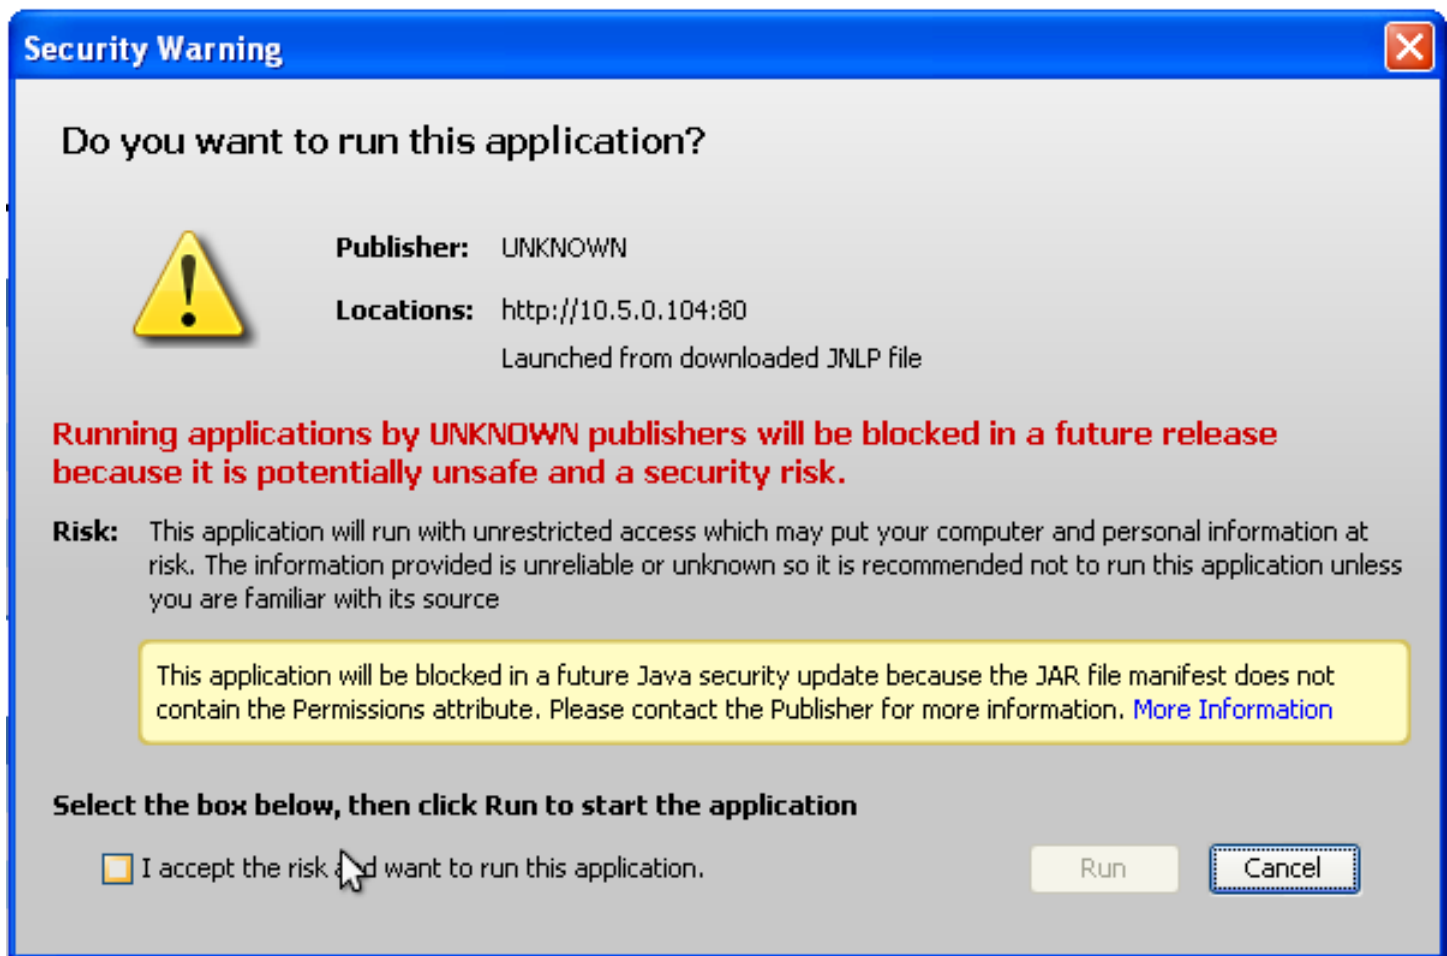 Security Warning
Do you want to run this application?
Publisher: UNKNOWN
Locations: http://10.5.0.104:80
Launched from downloaded JNLP file
Running applications by UNKNOWN publishers will be blocked in a future release
because it is potentially unsafe and a security risk.
Risk: This application will run with unrestricted access which may put your computer and personal information at
risk. The information provided is unreliable or unknown so it is recommended not to run this application unless
you are familiar with its source
This application will be blocked in a future Java security update because the JAR file manifest does not
contain the Permissions attribute. Please contact the Publisher for more information. More Information
Select the box below, then click Run to start the application
I accept the risk and want to run this application. Run Cancel